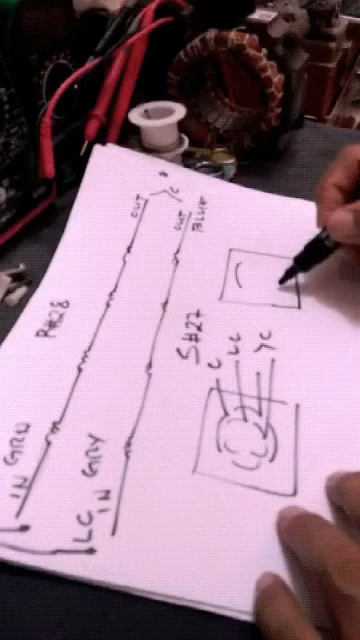 OUT
YC
OUT
BLUE
R#28
S#27
C
LC
YC
IN GRN
LC
IN GRY